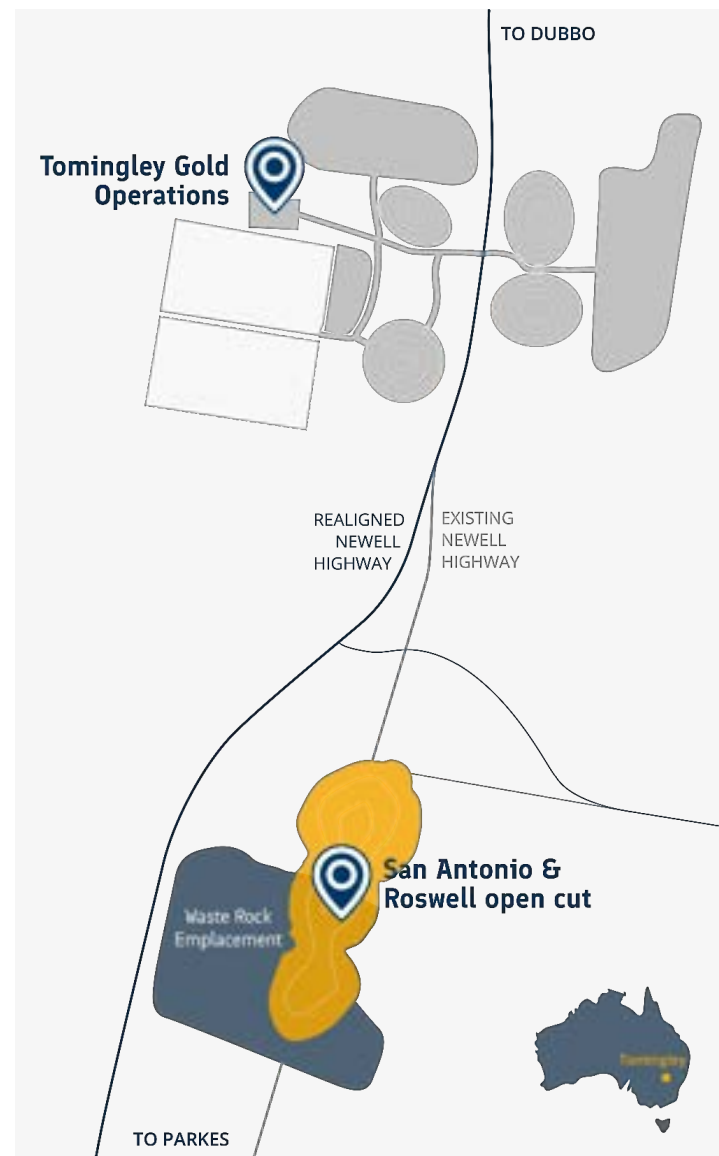 TO DUBBO
Tomingley Gold
Operations
REALIGNED
NEWELL
HIGHWAY
EXISTING
NEWELL
HIGHWAY
San Antonio &
Roswell open cut
Waste Rock
Emplacement
Tomingley
TO PARKES